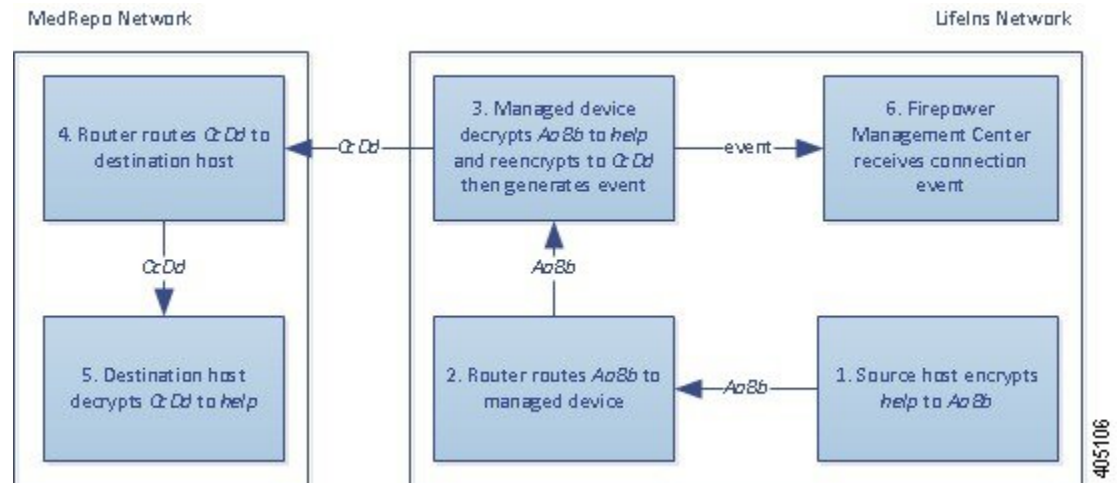 MedRepo Network
LifeIns Network
4. Router routes CcDd to
destination host
CcDd
3. Managed device
decrypts AaBb to help
and reencrypts to CcDd
then generates event
event
6. Firepower
Management Center
receives connection
event
CcDd
AaBb
5. Destination host
decrypts CcDd to help
2. Router routes AaBb to
managed device
AaBb
1. Source host encrypts
help to AaBb
405106